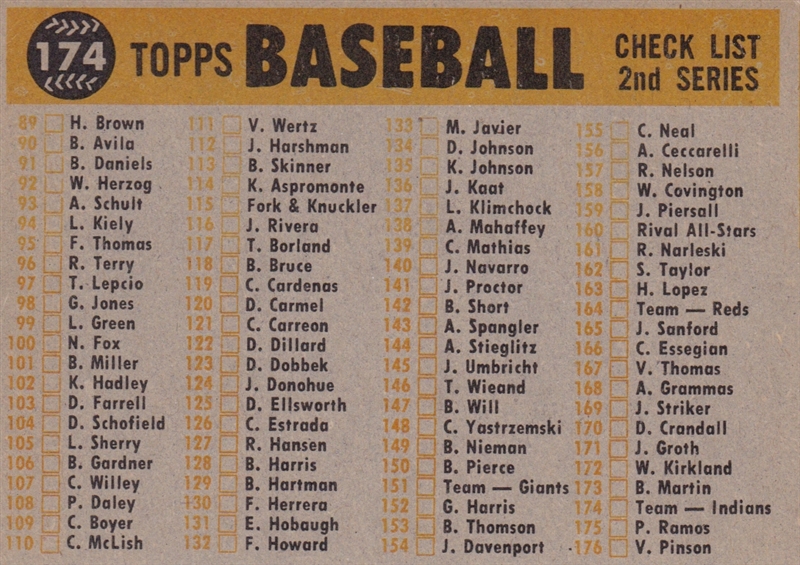 174 TOPPS BASEBALL CHECK LIST
2nd SERIES
89 H. Brown
90 B. Avila
91 B. Daniels
92 W. Herzog
93 A. Schult
94 L. Kiely
95 F. Thomas
96 R. Terry
97 T. Lepcio
98 G. Jones
99 L. Green
100 N. Fox
101 B. Miller
102 K. Hadley
103 D. Farrell
104 D. Schofield
105 L. Sherry
106 B. Gardner
107 C. Willey
108 P. Daley
109 C. Boyer
110 C. McLish
111 V. Wertz
112 J. Harshman
113 B. Skinner
114 K. Aspromonte
115 Fork & Knuckler
116 J. Rivera
117 T. Borland
118 B. Bruce
119 C. Cardenas
120 D. Carmel
121 C. Carreon
122 D. Dillard
123 D. Dobbek
124 J. Donohue
125 D. Ellsworth
126 C. Estrada
127 R. Hansen
128 B. Harris
129 B. Hartman
130 F. Herrera
131 E. Hobaugh
132 F. Howard
133 M. Javier
134 D. Johnson
135 K. Johnson
136 J. Kaat
137 L. Klimchock
138 A. Mahaffey
139 C. Mathias
140 J. Navarro
141 J. Proctor
142 B. Short
143 A. Spangler
144 A. Stieglitz
145 J. Umbricht
146 T. Wieand
147 B. Will
148 C. Yastrzemski
149 B. Nieman
150 B. Pierce
151 Team — Giants
152 G. Harris
153 B. Thomson
154 J. Davenport
155 C. Neal
156 A. Ceccarelli
157 R. Nelson
158 W. Covington
159 J. Piersall
160 Rival All-Stars
161 R. Narleski
162 S. Taylor
163 H. Lopez
164 Team — Reds
165 J. Sanford
166 C. Essegian
167 V. Thomas
168 A. Grammas
169 J. Striker
170 D. Crandall
171 J. Groth
172 W. Kirkland
173 B. Martin
174 Team — Indians
175 P. Ramos
176 V. Pinson